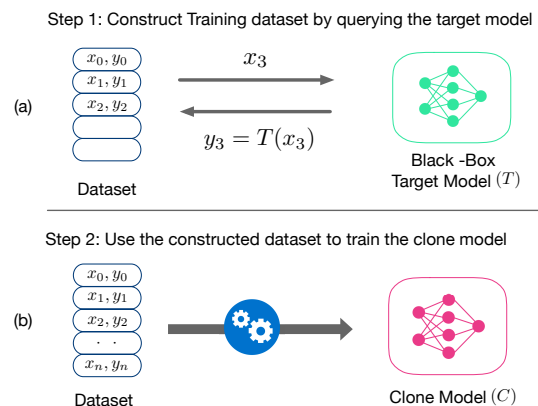 Step 1: Construct Training dataset by querying the target model
(a)
x₀, y₀
x₁, y₁
x₂, y₂
Dataset
x₃
y₃ = T(x₃)
Black -Box
Target Model (T)
Step 2: Use the constructed dataset to train the clone model
(b)
x₀, y₀
x₁, y₁
x₂, y₂
. .
xₙ, yₙ
Dataset
Clone Model (C)